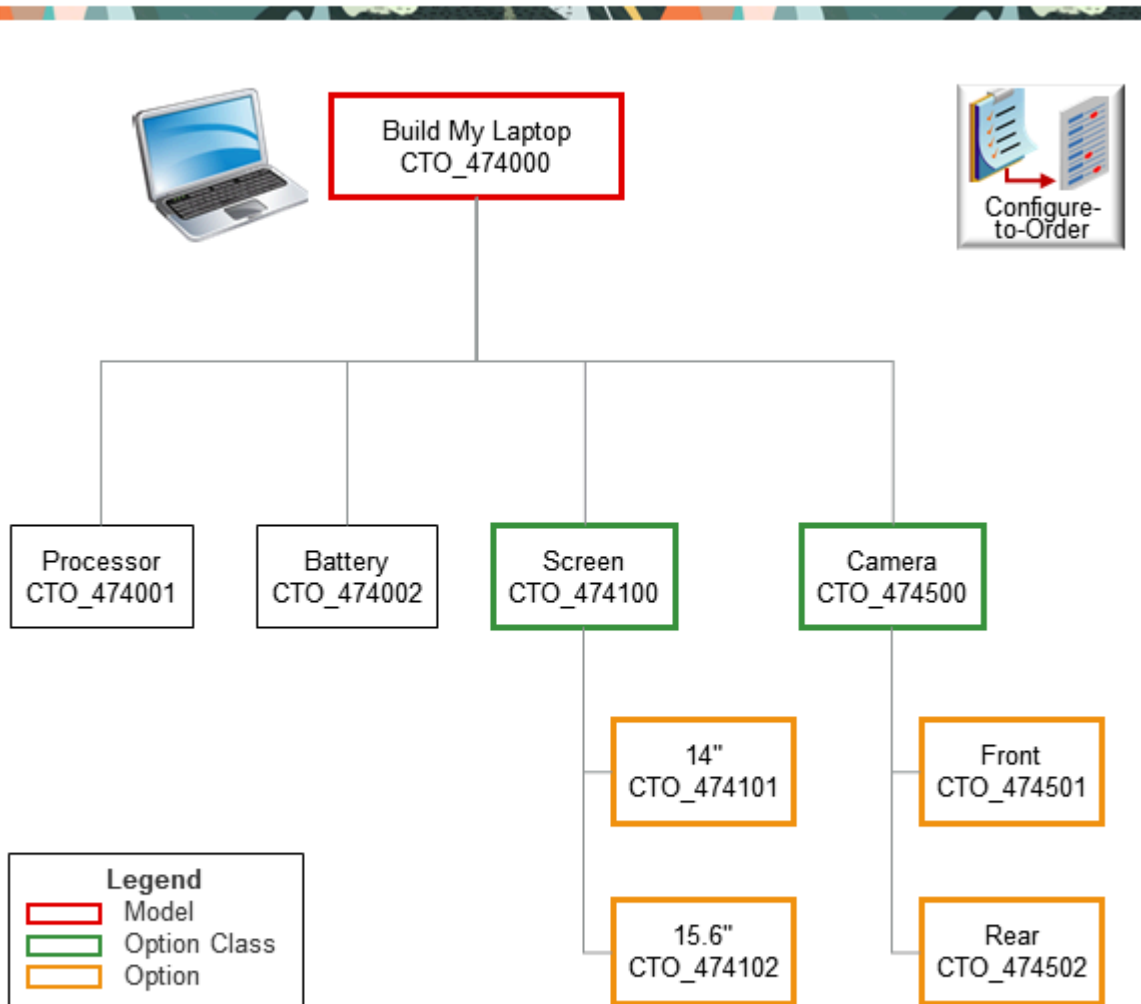 Build My Laptop
CTO_474000
Configure-
to-Order
Processor
CTO_474001
Battery
CTO_474002
Screen
CTO_474100
Camera
CTO_474500
14"
CTO_474101
Front
CTO_474501
15.6"
CTO_474102
Rear
CTO_474502
Legend
Model
Option Class
Option